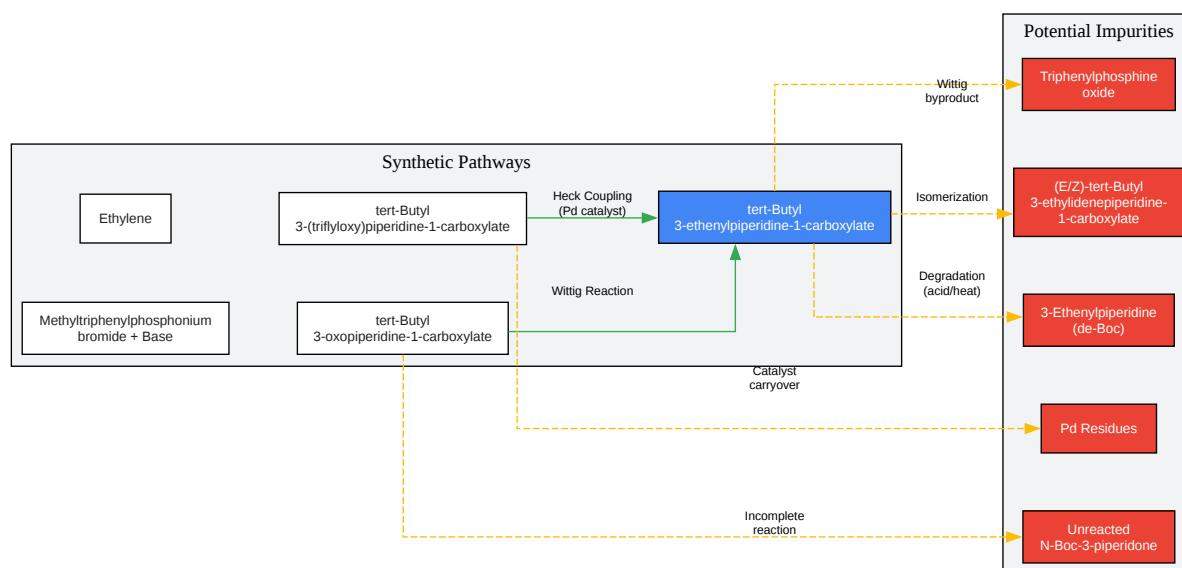 Potential Impurities
Triphenylphosphine
oxide
Wittig
byproduct
Synthetic Pathways
Ethylene
tert-Butyl
3-(triflyloxy)piperidine-1-carboxylate
Heck Coupling
(Pd catalyst)
tert-Butyl
3-ethenylpiperidine-1-carboxylate
Isomerization
(E/Z)-tert-Butyl
3-ethylidenepiperidine-
1-carboxylate
Methyltriphenylphosphonium
bromide + Base
tert-Butyl
3-oxopiperidine-1-carboxylate
Wittig Reaction
Degradation
(acid/heat)
3-Ethenylpiperidine
(de-Boc)
Catalyst
carryover
Pd Residues
Incomplete
reaction
Unreacted
N-Boc-3-piperidone